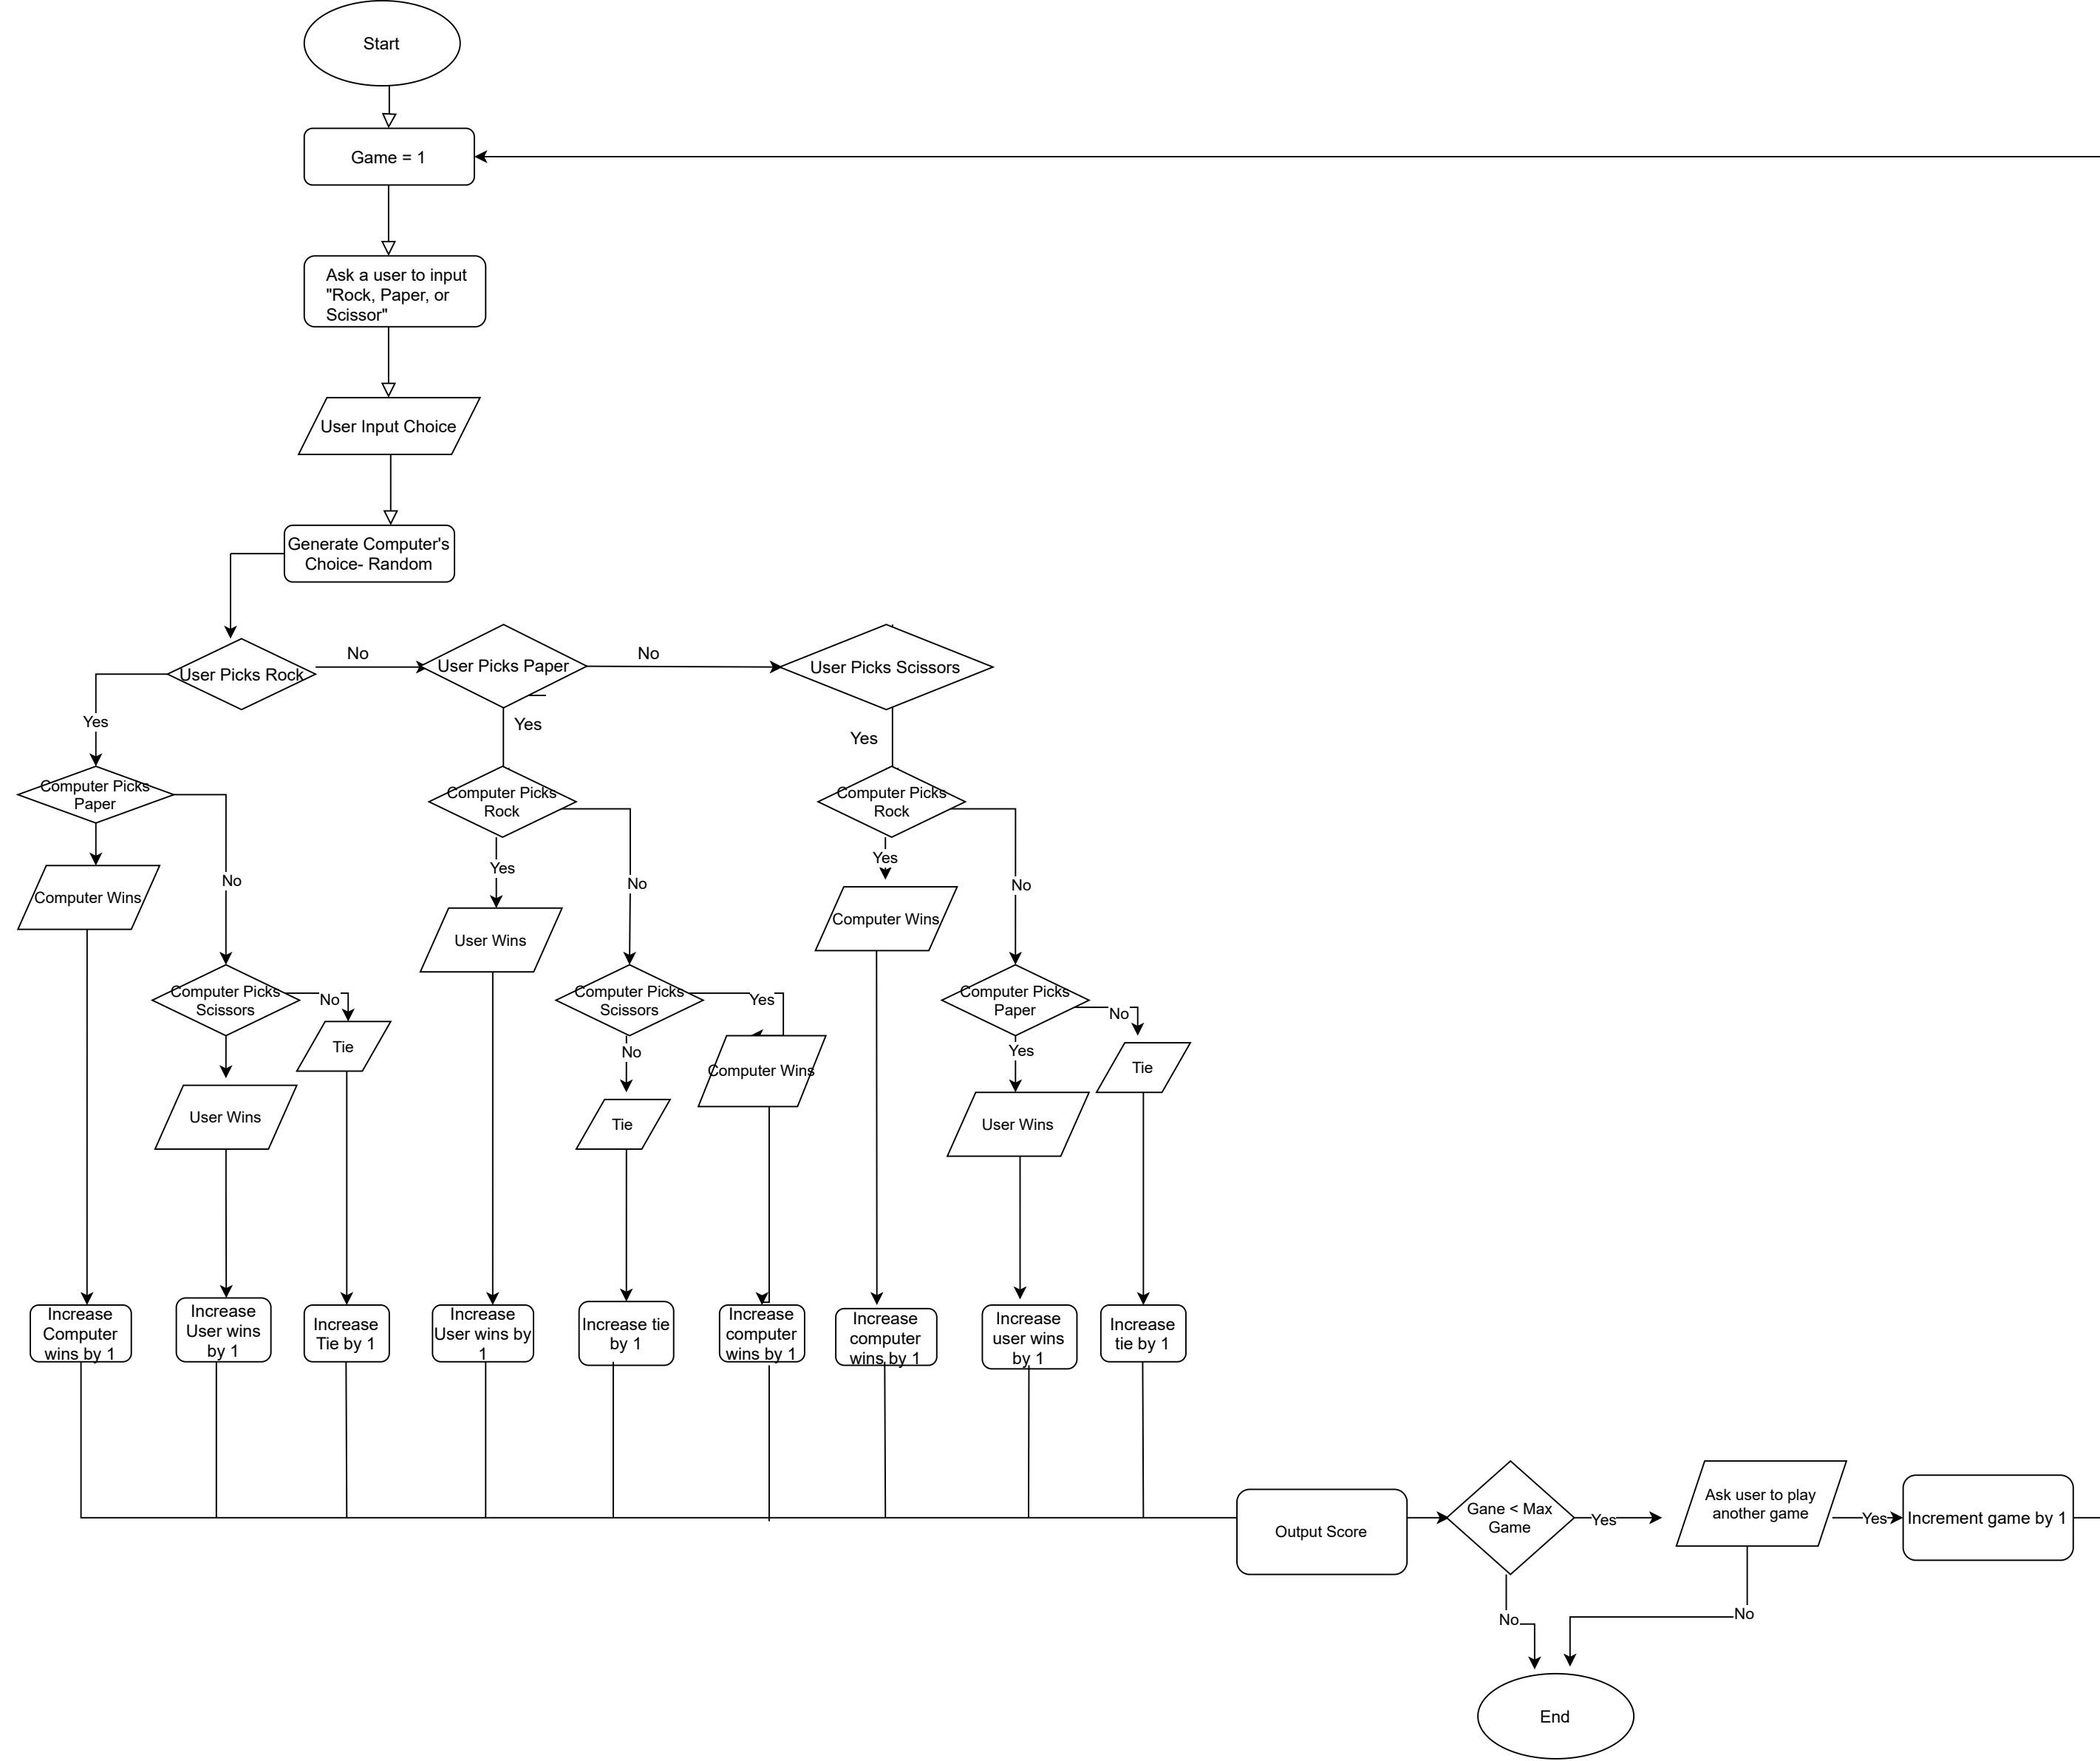 Start
Game = 1
Ask a user to input
"Rock, Paper, or
Scissor"
User Input Choice
Generate Computer's
Choice- Random
User Picks Rock
No
User Picks Paper
No
User Picks Scissors
Yes
Yes
Yes
Computer Picks
Paper
Computer Picks
Rock
Computer Picks
Rock
Computer Wins
No
Yes
User Wins
No
Yes
Computer Wins
No
Computer Picks
Scissors
No
Tie
Computer Picks
Scissors
Yes
No
Computer Wins
Computer Picks
Paper
No
Yes
Tie
User Wins
Tie
User Wins
Increase
Computer
wins by 1
Increase
User wins
by 1
Increase
Tie by 1
Increase
User wins by
1
Increase tie
by 1
Increase
computer
wins by 1
Increase
computer
wins by 1
Increase
user wins
by 1
Increase
tie by 1
Output Score
Gane < Max
Game
Yes
Ask user to play
another game
Yes
Increment game by 1
No
No
End